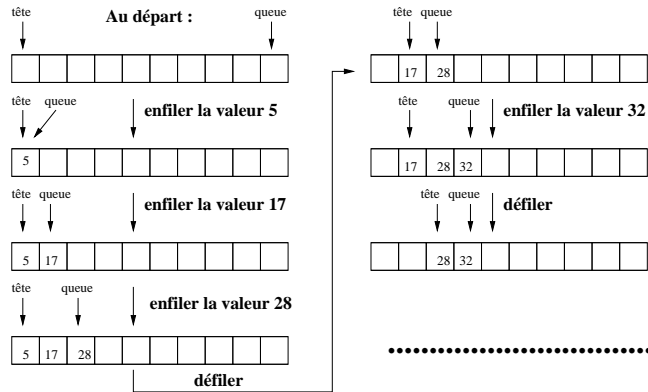 Au départ :
tête queue
enfiler la valeur 5
tête queue
5
enfiler la valeur 17
tête queue
5 17
enfiler la valeur 28
tête queue
5 17 28
défiler
tête queue
17 28
enfiler la valeur 32
tête queue
17 28 32
défiler
tête queue
28 32